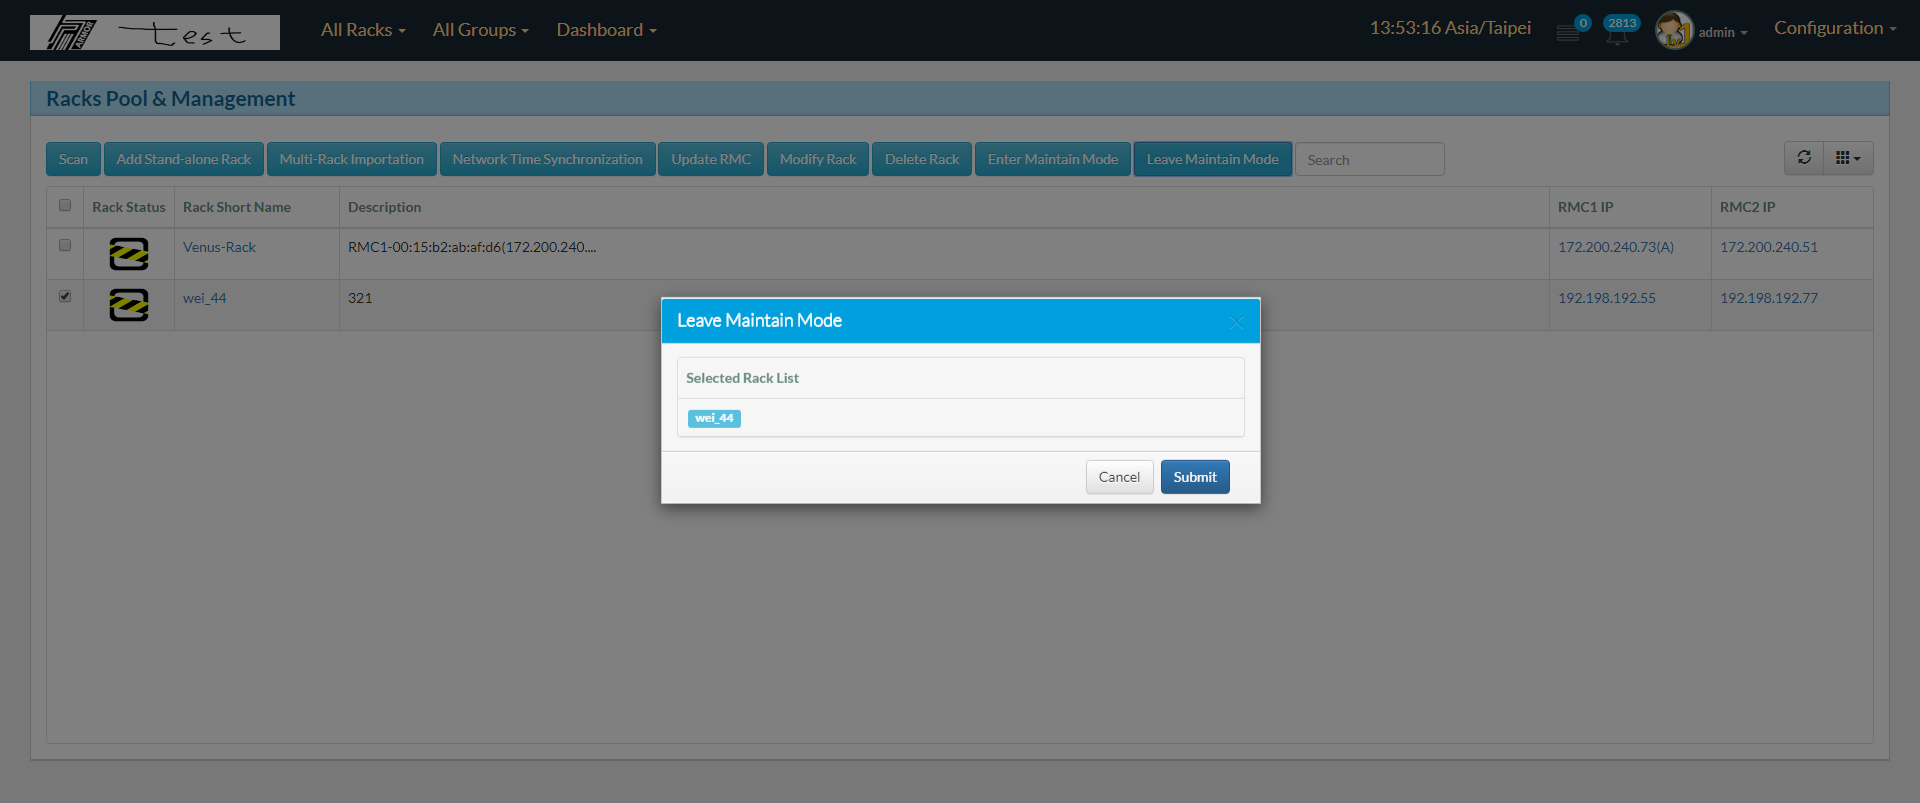 ARMOR test All Racks All Groups Dashboard 13:53:16 Asia/Taipei 0 2813 admin Configuration
Racks Pool & Management
Scan Add Stand-alone Rack Multi-Rack Importation Network Time Synchronization Update RMC Modify Rack Delete Rack Enter Maintain Mode Leave Maintain Mode Search
Rack Status Rack Short Name Description RMC1 IP RMC2 IP
Venus-Rack RMC1-00:15:b2:ab:af:d6(172.200.240.... 172.200.240.73(A) 172.200.240.51
wei_44 321 192.198.192.55 192.198.192.77
Leave Maintain Mode
Selected Rack List
wei_44
Cancel Submit